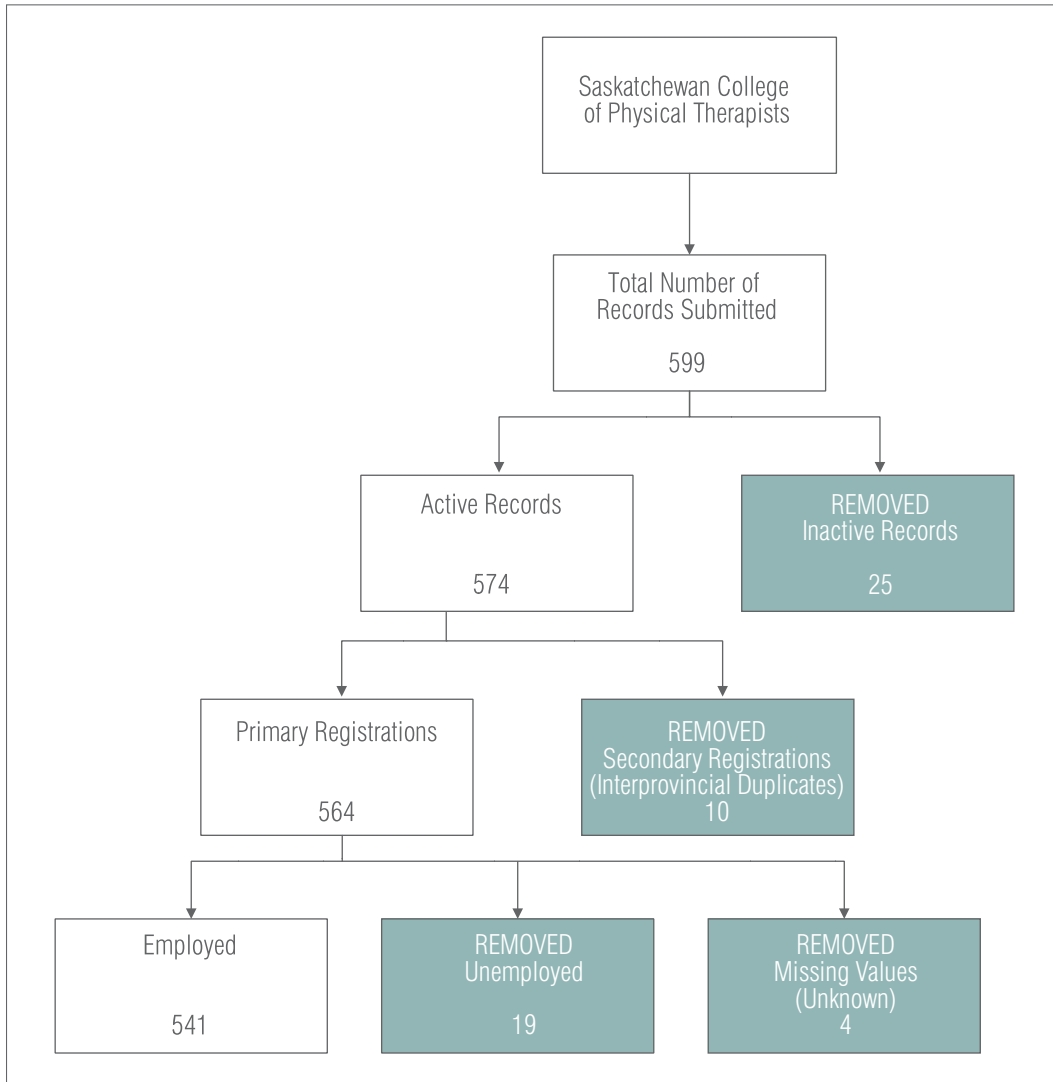 Saskatchewan College
of Physical Therapists
Total Number of
Records Submitted
599
Active Records
574
REMOVED
Inactive Records
25
Primary Registrations
564
REMOVED
Secondary Registrations
(Interprovincial Duplicates)
10
Employed
541
REMOVED
Unemployed
19
REMOVED
Missing Values
(Unknown)
4